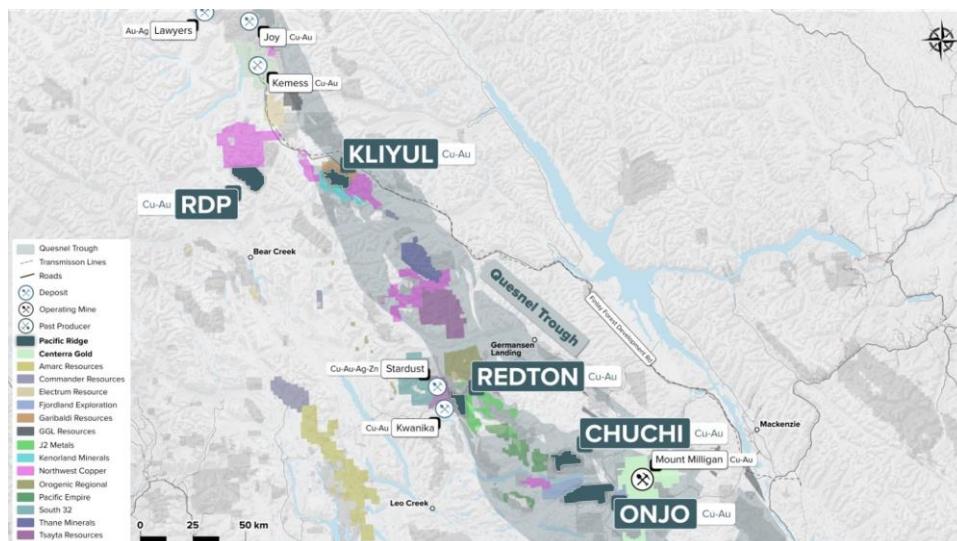 Au-Ag Lawyers
Joy Cu-Au
Kemess Cu-Au
KLIYUL Cu-Au
Cu-Au RDP
Bear Creek
Quesnel Trough
Finlay Forest Development Rd
Germansen
Landing
Cu-Au-Ag-Zn Stardust
REDTON Cu-Au
Cu-Au Kwanika
CHUCHI Cu-Au
Mackenzie
Mount Milligan Cu-Au
Leo Creek
ONJO Cu-Au
Quesnel Trough
Transmisson Lines
Roads
Deposit
Operating Mine
Past Producer
Pacific Ridge
Centerra Gold
Amarc Resources
Commander Resources
Electrum Resource
Fjordland Exploration
Garibaldi Resources
GGL Resources
J2 Metals
Kenorland Minerals
Northwest Copper
Orogenic Regional
Pacific Empire
South 32
Thane Minerals
Tsayta Resources
0 25 50 km